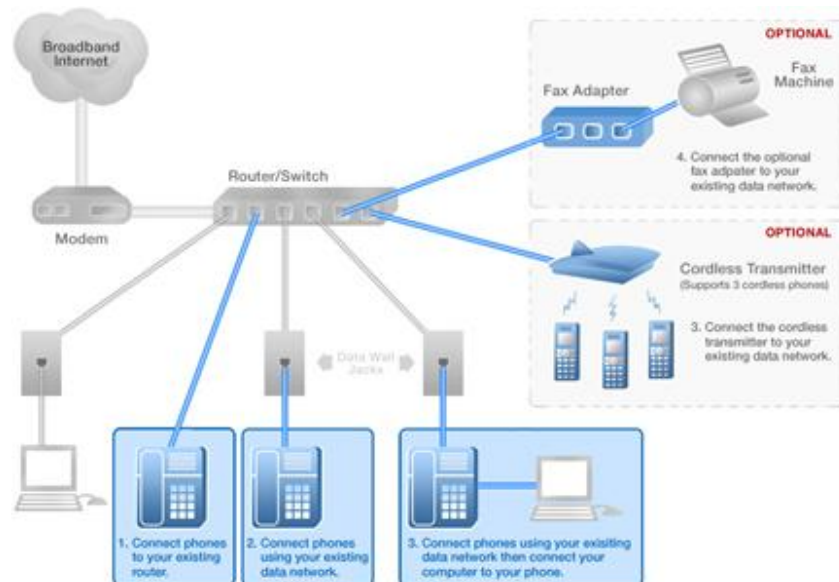 Broadband
Internet
Modem
Router/Switch
OPTIONAL
Fax Adapter
Fax
Machine
4. Connect the optional
fax adpater to your
existing data network.
OPTIONAL
Cordless Transmitter
(Supports 3 cordless phones)
3. Connect the cordless
transmitter to your
existing data network.
Data Wall
Jacks
1. Connect phones
to your existing
router.
2. Connect phones
using your existing
data network.
3. Connect phones using your exisiting
data network then connect your
computer to your phone.